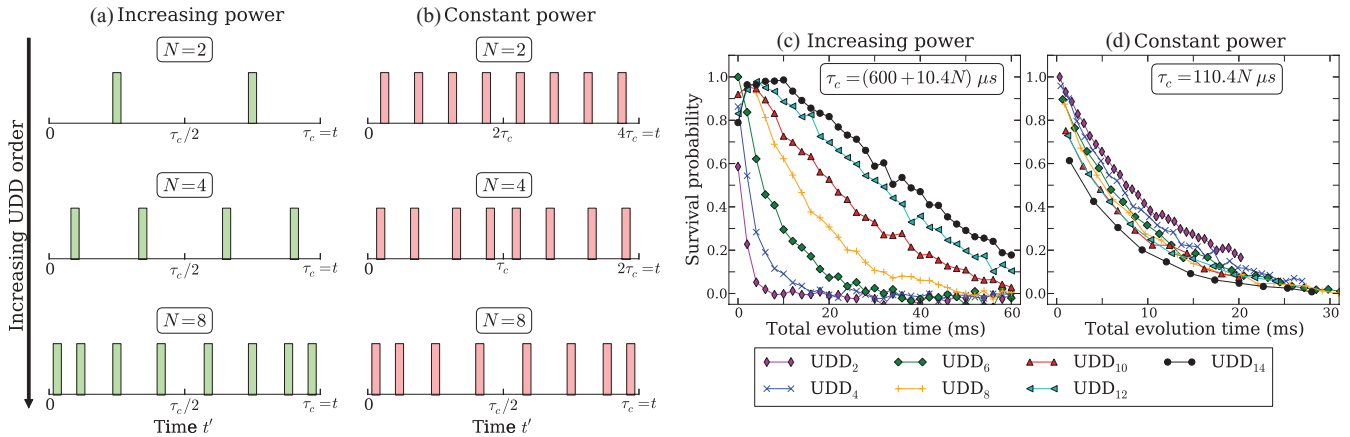 (a) Increasing power
(b) Constant power
Increasing UDD order
N=2
0 τc/2 τc=t
N=4
0 τc/2 τc=t
N=8
0 τc/2 τc=t
Time t′
N=2
0 2τc 4τc=t
N=4
0 τc 2τc=t
N=8
0 τc/2 τc=t
Time t′
(c) Increasing power
τc=(600+10.4N) μs
Survival probability
1.0
0.8
0.6
0.4
0.2
0.0
0 10 20 30 40 50 60
Total evolution time (ms)
(d) Constant power
τc=110.4N μs
0 10 20 30
Total evolution time (ms)
UDD2 UDD6 UDD10 UDD14
UDD4 UDD8 UDD12